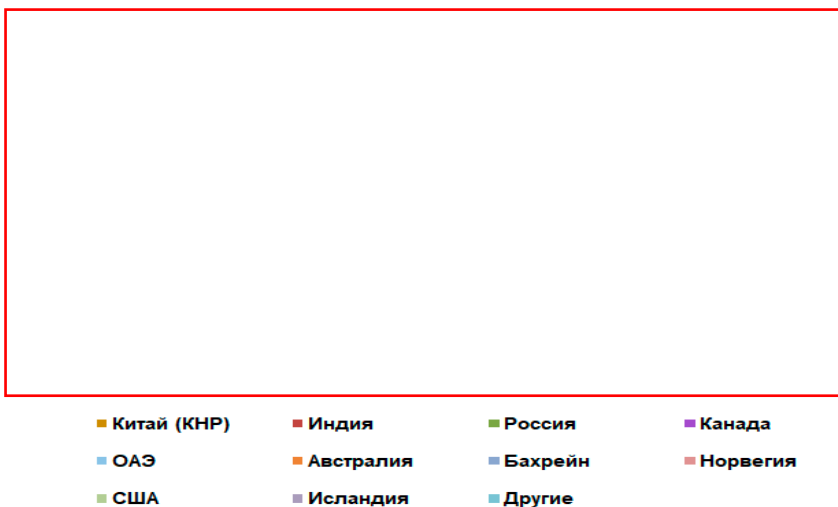 Китай (КНР) Индия Россия Канада
ОАЭ Австралия Бахрейн Норвегия
США Исландия Другие